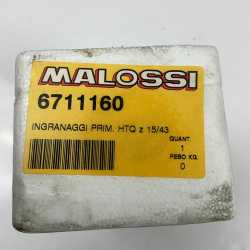 MALOSSI
6711160
INGRANAGGI PRIM. HTQ z 15/43
QUANT.
1
PESO KG.
0